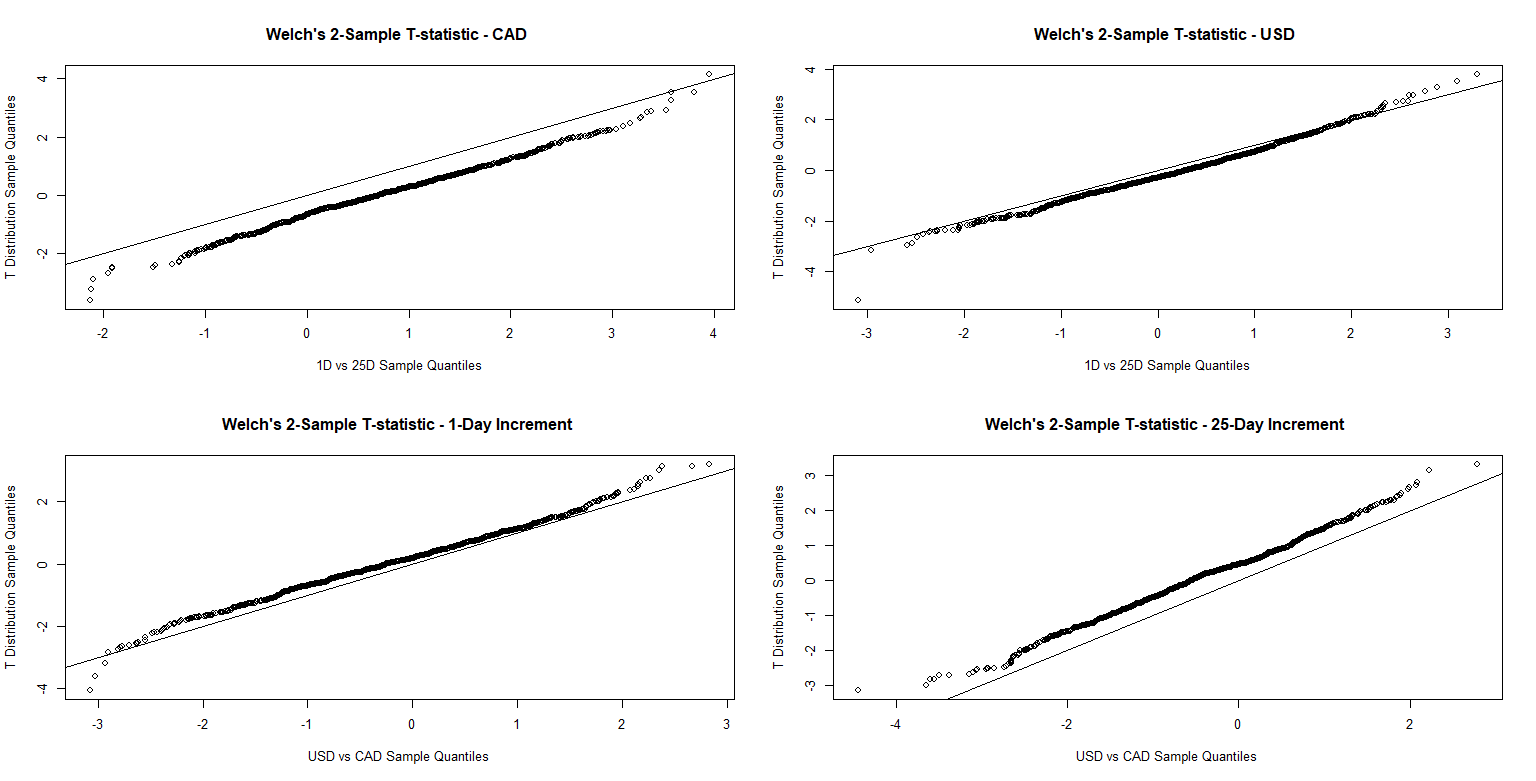 Welch's 2-Sample T-statistic - CAD
T Distribution Sample Quantiles
4
2
0
-2
-2 -1 0 1 2 3 4
1D vs 25D Sample Quantiles
Welch's 2-Sample T-statistic - USD
T Distribution Sample Quantiles
4
2
0
-2
-4
-3 -2 -1 0 1 2 3
1D vs 25D Sample Quantiles
Welch's 2-Sample T-statistic - 1-Day Increment
T Distribution Sample Quantiles
2
0
-2
-4
-3 -2 -1 0 1 2 3
USD vs CAD Sample Quantiles
Welch's 2-Sample T-statistic - 25-Day Increment
T Distribution Sample Quantiles
3
2
1
0
-1
-2
-3
-4 -2 0 2
USD vs CAD Sample Quantiles